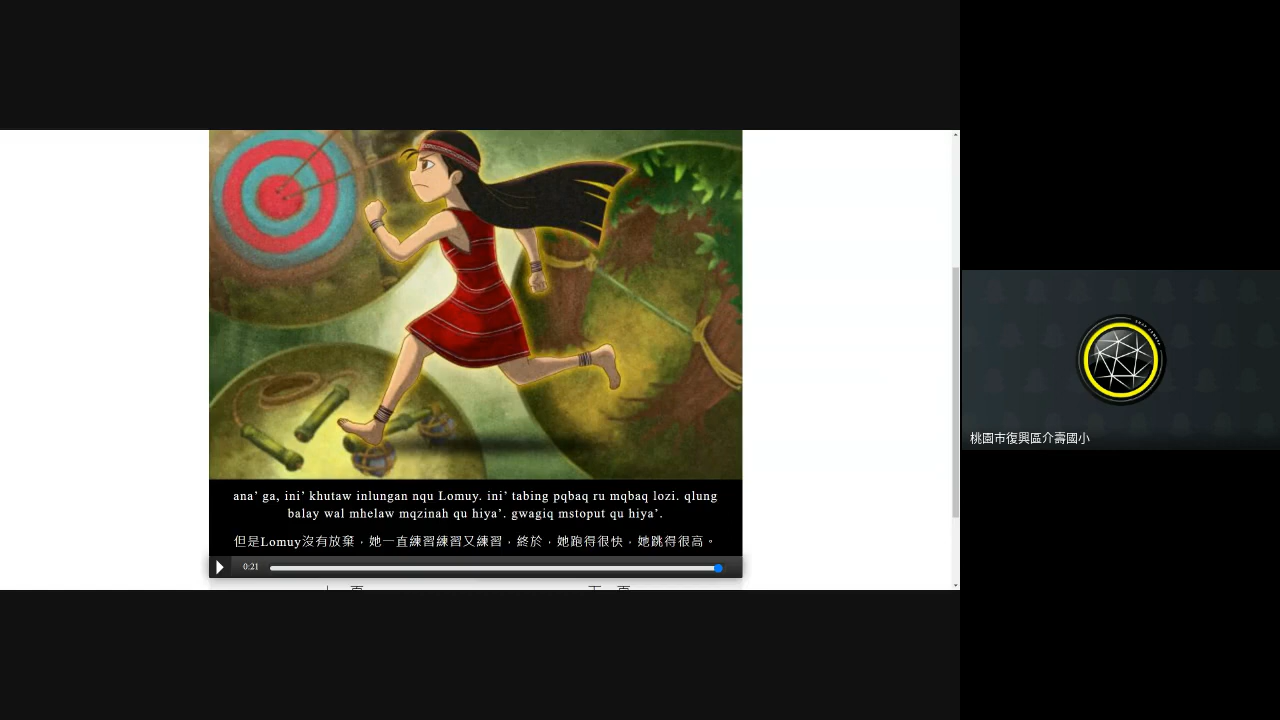 ana’ ga, ini’ khutaw inlungan nqu Lomuy. ini’ tabing pqbaq ru mqbaq lozi. qlung
balay wal mhelaw mqzinah qu hiya’. gwagiq mstoput qu hiya’.
但是Lomuy沒有放棄，她一直練習練習又練習，終於，她跑得很快，她跳得很高。
0:21
桃園市復興區介壽國小